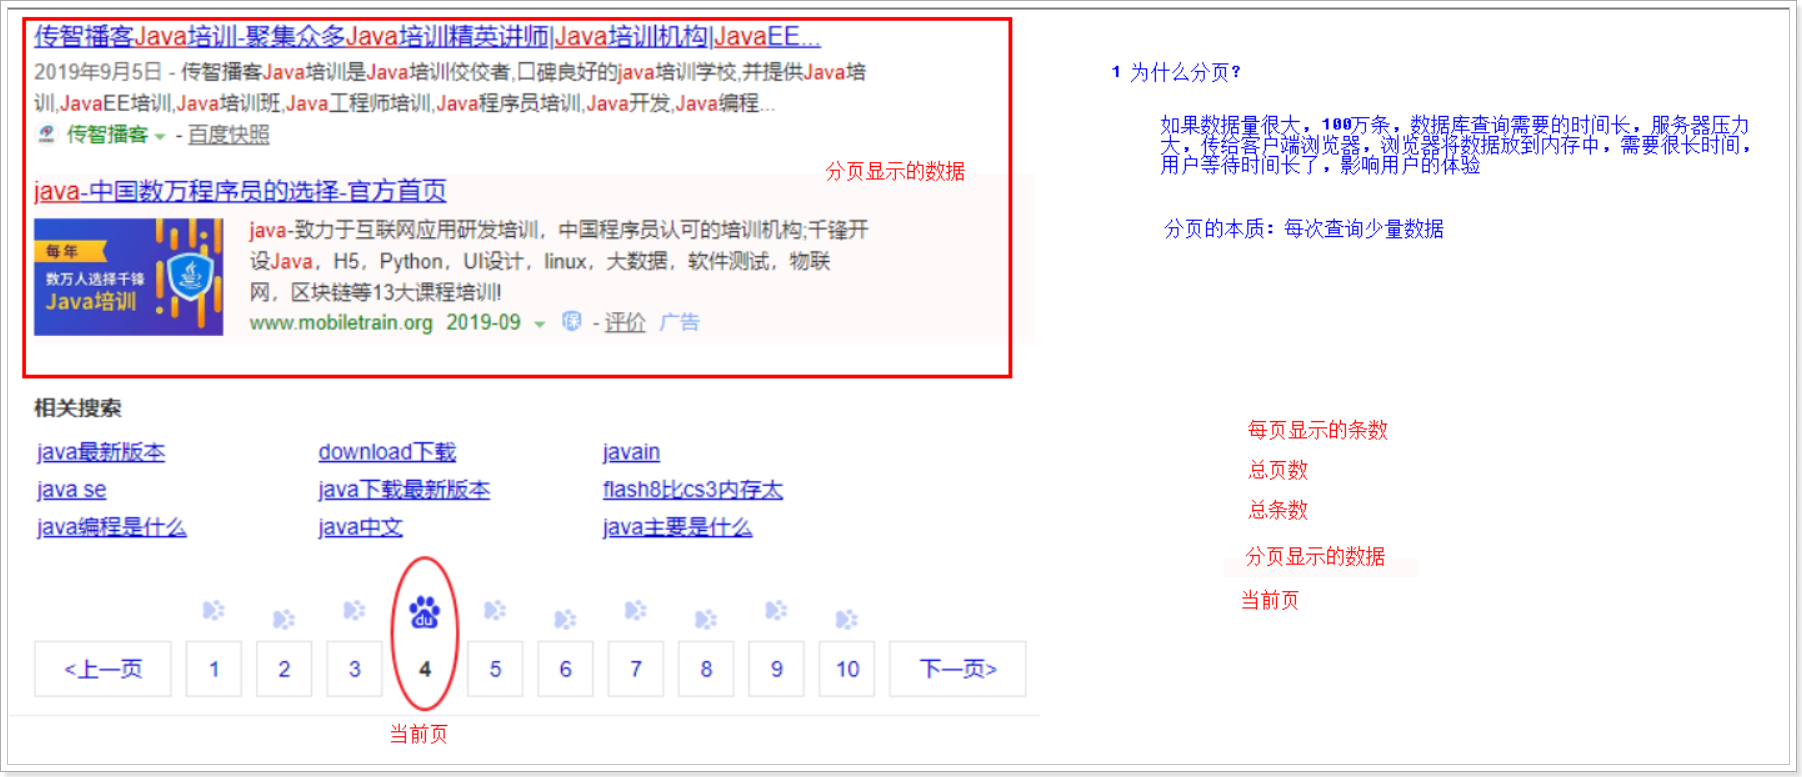 传智播客Java培训-聚集众多Java培训精英讲师|Java培训机构|JavaEE...
2019年9月5日 - 传智播客Java培训是Java培训佼佼者,口碑良好的java培训学校,并提供Java培
训,JavaEE培训,Java培训班,Java工程师培训,Java程序员培训,Java开发,Java编程...
传智播客 - 百度快照
分页显示的数据
java-中国数万程序员的选择-官方首页
每年
数万人选择千锋
Java培训
java-致力于互联网应用研发培训，中国程序员认可的培训机构;千锋开
设Java，H5，Python，UI设计，linux，大数据，软件测试，物联
网，区块链等13大课程培训!
www.mobiletrain.org 2019-09 保 - 评价 广告
相关搜索
java最新版本 download下载 javain
java se java下载最新版本 flash8比cs3内存太
java编程是什么 java中文 java主要是什么
du
<上一页 1 2 3 4 5 6 7 8 9 10 下一页>
当前页
1 为什么分页？
如果数据量很大，100万条，数据库查询需要的时间长，服务器压力
大，传给客户端浏览器，浏览器将数据放到内存中，需要很长时间，
用户等待时间长了，影响用户的体验
分页的本质：每次查询少量数据
每页显示的条数
总页数
总条数
分页显示的数据
当前页